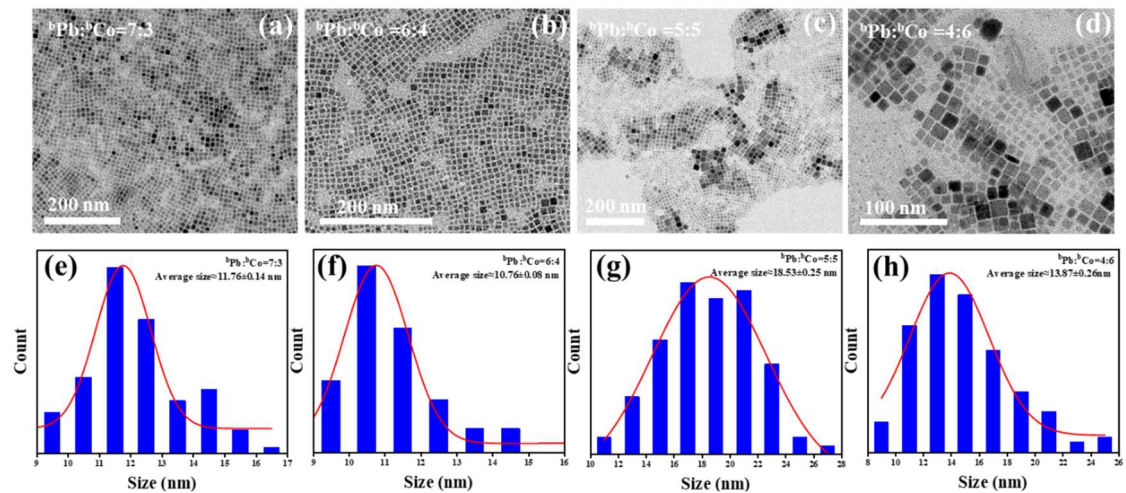 ᵇPb:ᵇCo=7:3 (a)
ᵇPb:ᵇCo =6:4 (b)
ᵇPb:ᵇCo =5:5 (c)
ᵇPb:ᵇCo =4:6 (d)
200 nm
200 nm
200 nm
100 nm
(e)
ᵇPb:ᵇCo=7:3
Average size≈11.76±0.14 nm
Count
9 10 11 12 13 14 15 16 17
Size (nm)
(f)
ᵇPb:ᵇCo=6:4
Average size≈10.76±0.08 nm
Count
9 10 11 12 13 14 15 16
Size (nm)
(g)
ᵇPb:ᵇCo=5:5
Average size≈18.53±0.25 nm
Count
10 12 14 16 18 20 22 24 26 28
Size (nm)
(h)
ᵇPb:ᵇCo=4:6
Average size≈13.87±0.26nm
Count
8 10 12 14 16 18 20 22 24 26
Size (nm)